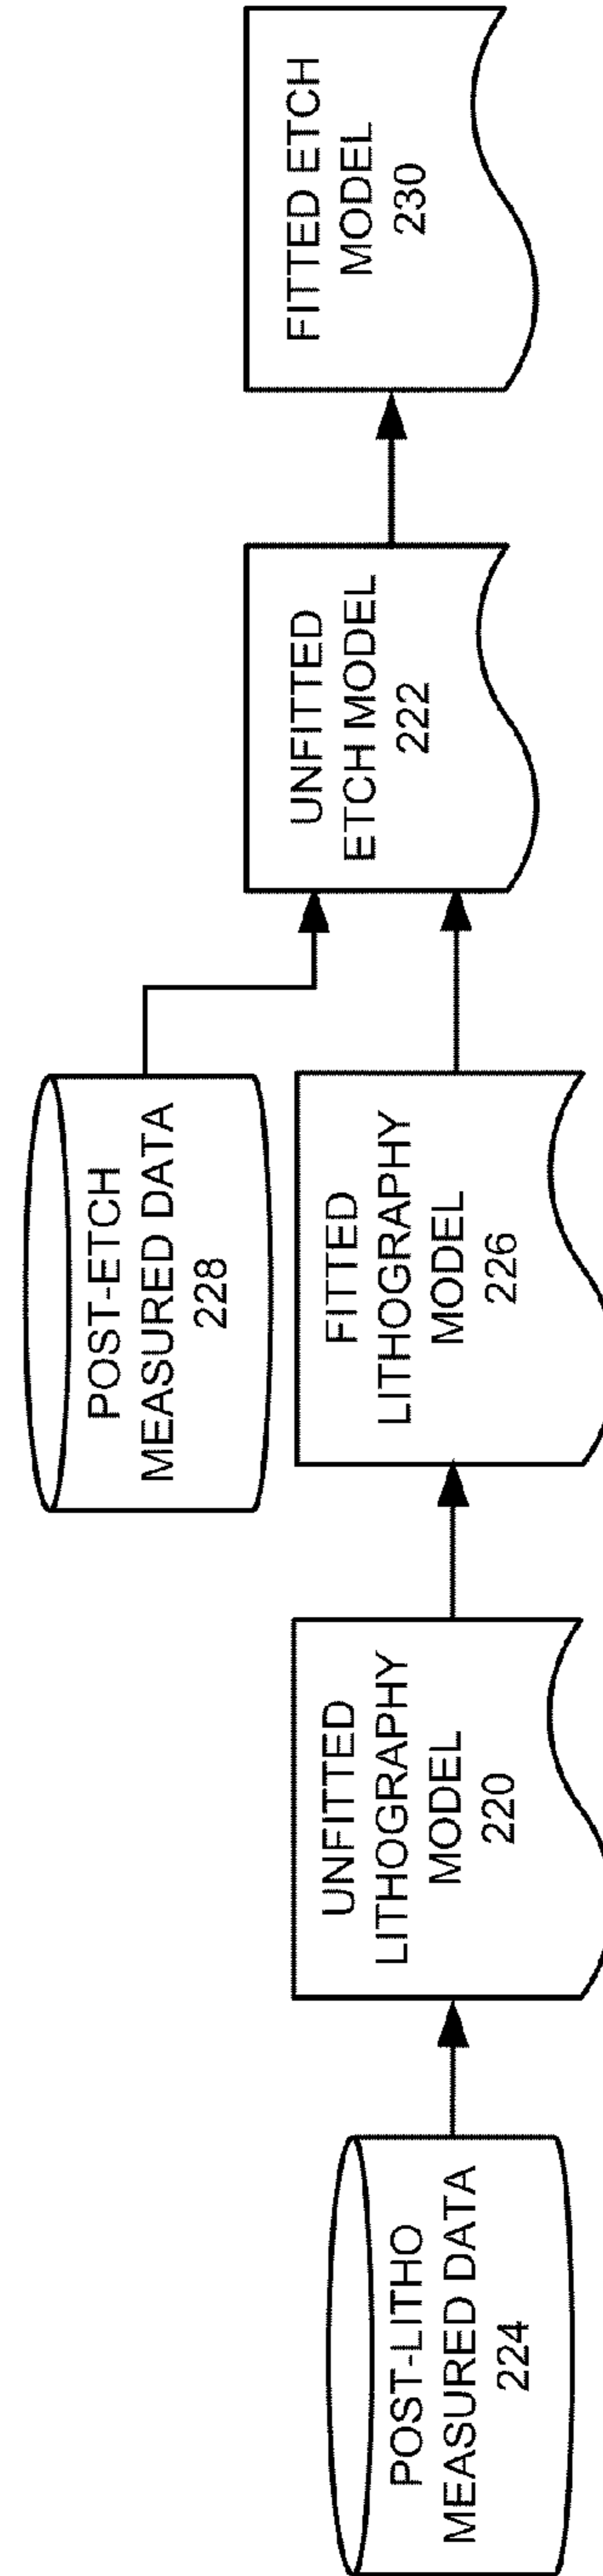 POST-LITHO
MEASURED DATA
224
UNFITTED
LITHOGRAPHY
MODEL
220
POST-ETCH
MEASURED DATA
228
FITTED
LITHOGRAPHY
MODEL
226
UNFITTED
ETCH MODEL
222
FITTED ETCH
MODEL
230